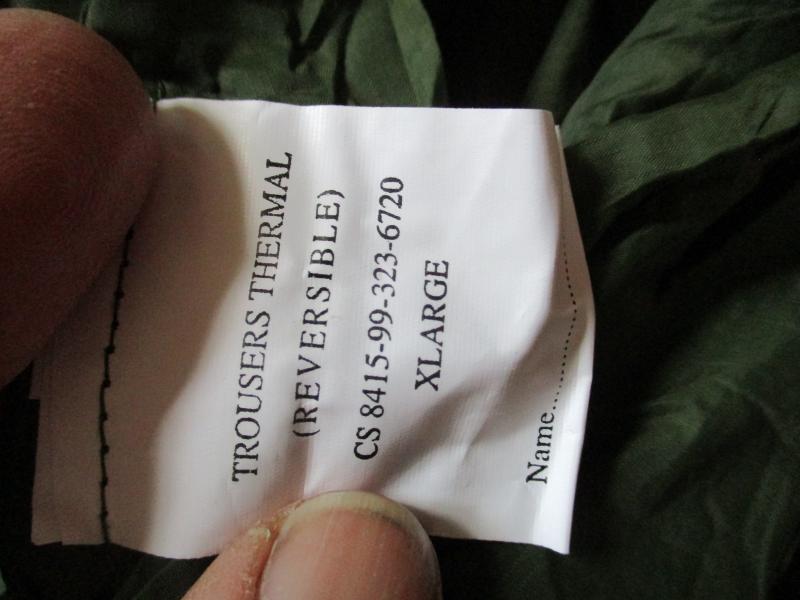 TROUSERS THERMAL
(REVERSIBLE)
CS 8415-99-323-6720
XLARGE
Name....................